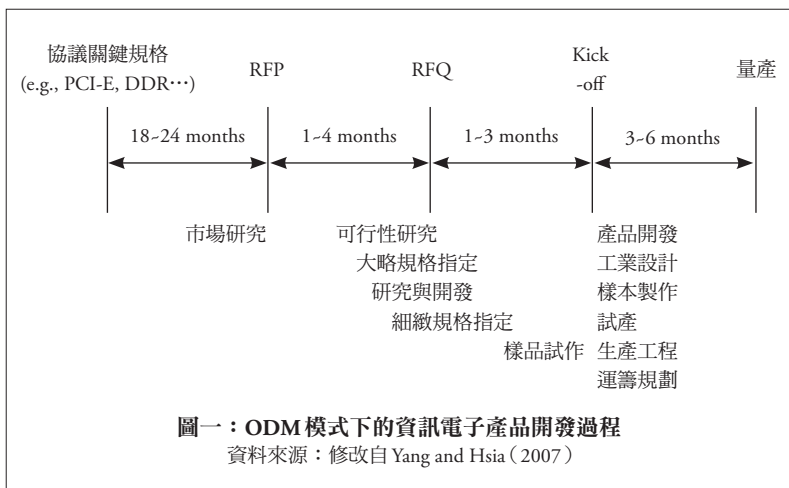 協議關鍵規格
(e.g., PCI-E, DDR…)
RFP
RFQ
Kick
-off
量產
18~24 months
1~4 months
1~3 months
3~6 months
市場研究
可行性研究
大略規格指定
研究與開發
細緻規格指定
樣品試作
產品開發
工業設計
樣本製作
試產
生產工程
運籌規劃
圖一：ODM模式下的資訊電子產品開發過程
資料來源：修改自Yang and Hsia（2007）